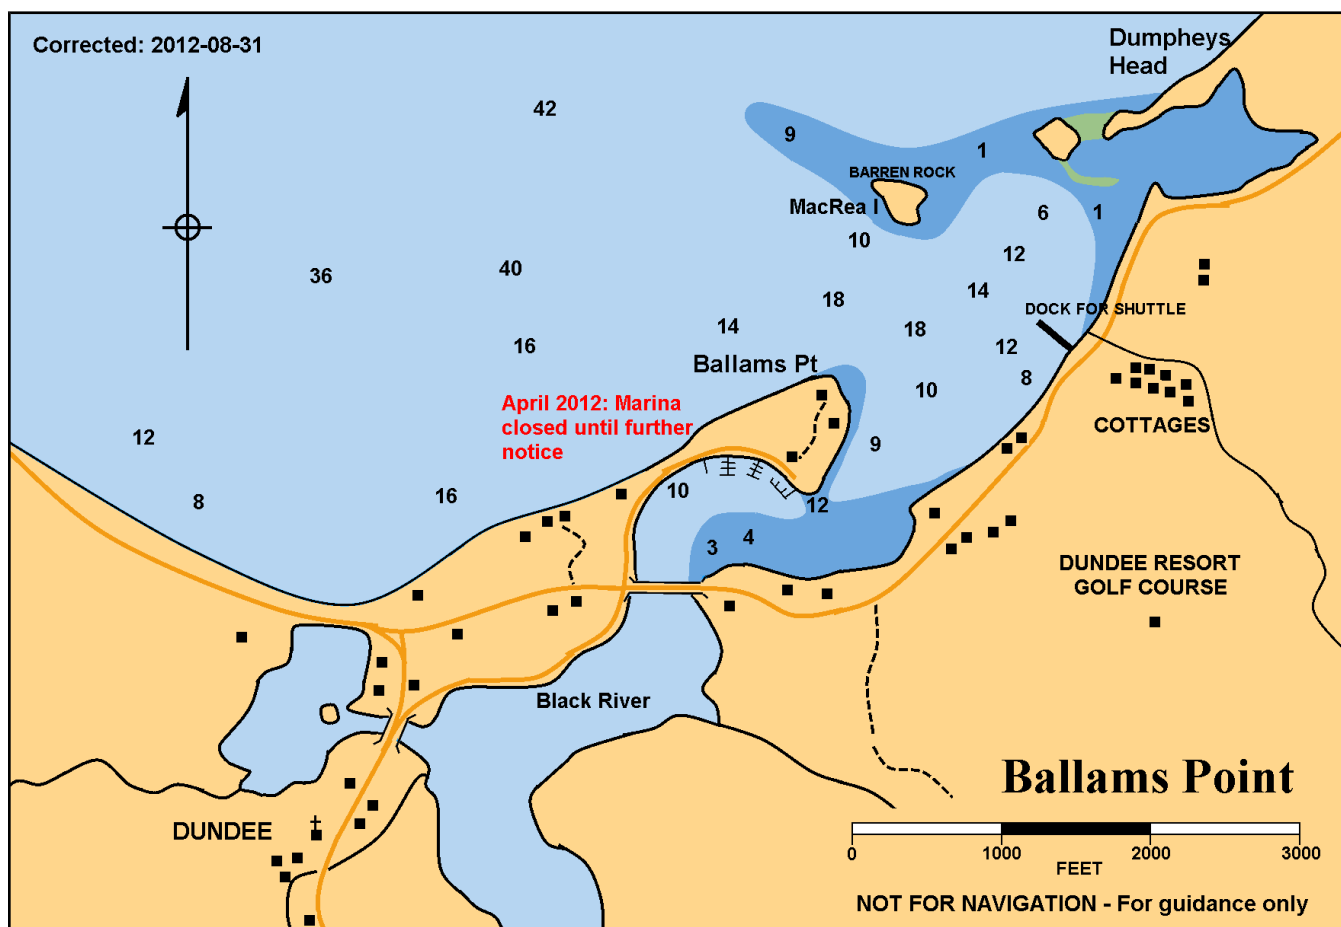 Corrected: 2012-08-31
Dumpheys
Head
42
9
1
BARREN ROCK
MacRea I
6
1
10
12
36
40
14
18
DOCK FOR SHUTTLE
14
18
16
12
Ballams Pt
8
10
April 2012: Marina
closed until further
notice
COTTAGES
12
9
10
16
8
12
4
3
DUNDEE RESORT
GOLF COURSE
Black River
Ballams Point
DUNDEE
0
1000
2000
3000
FEET
NOT FOR NAVIGATION - For guidance only